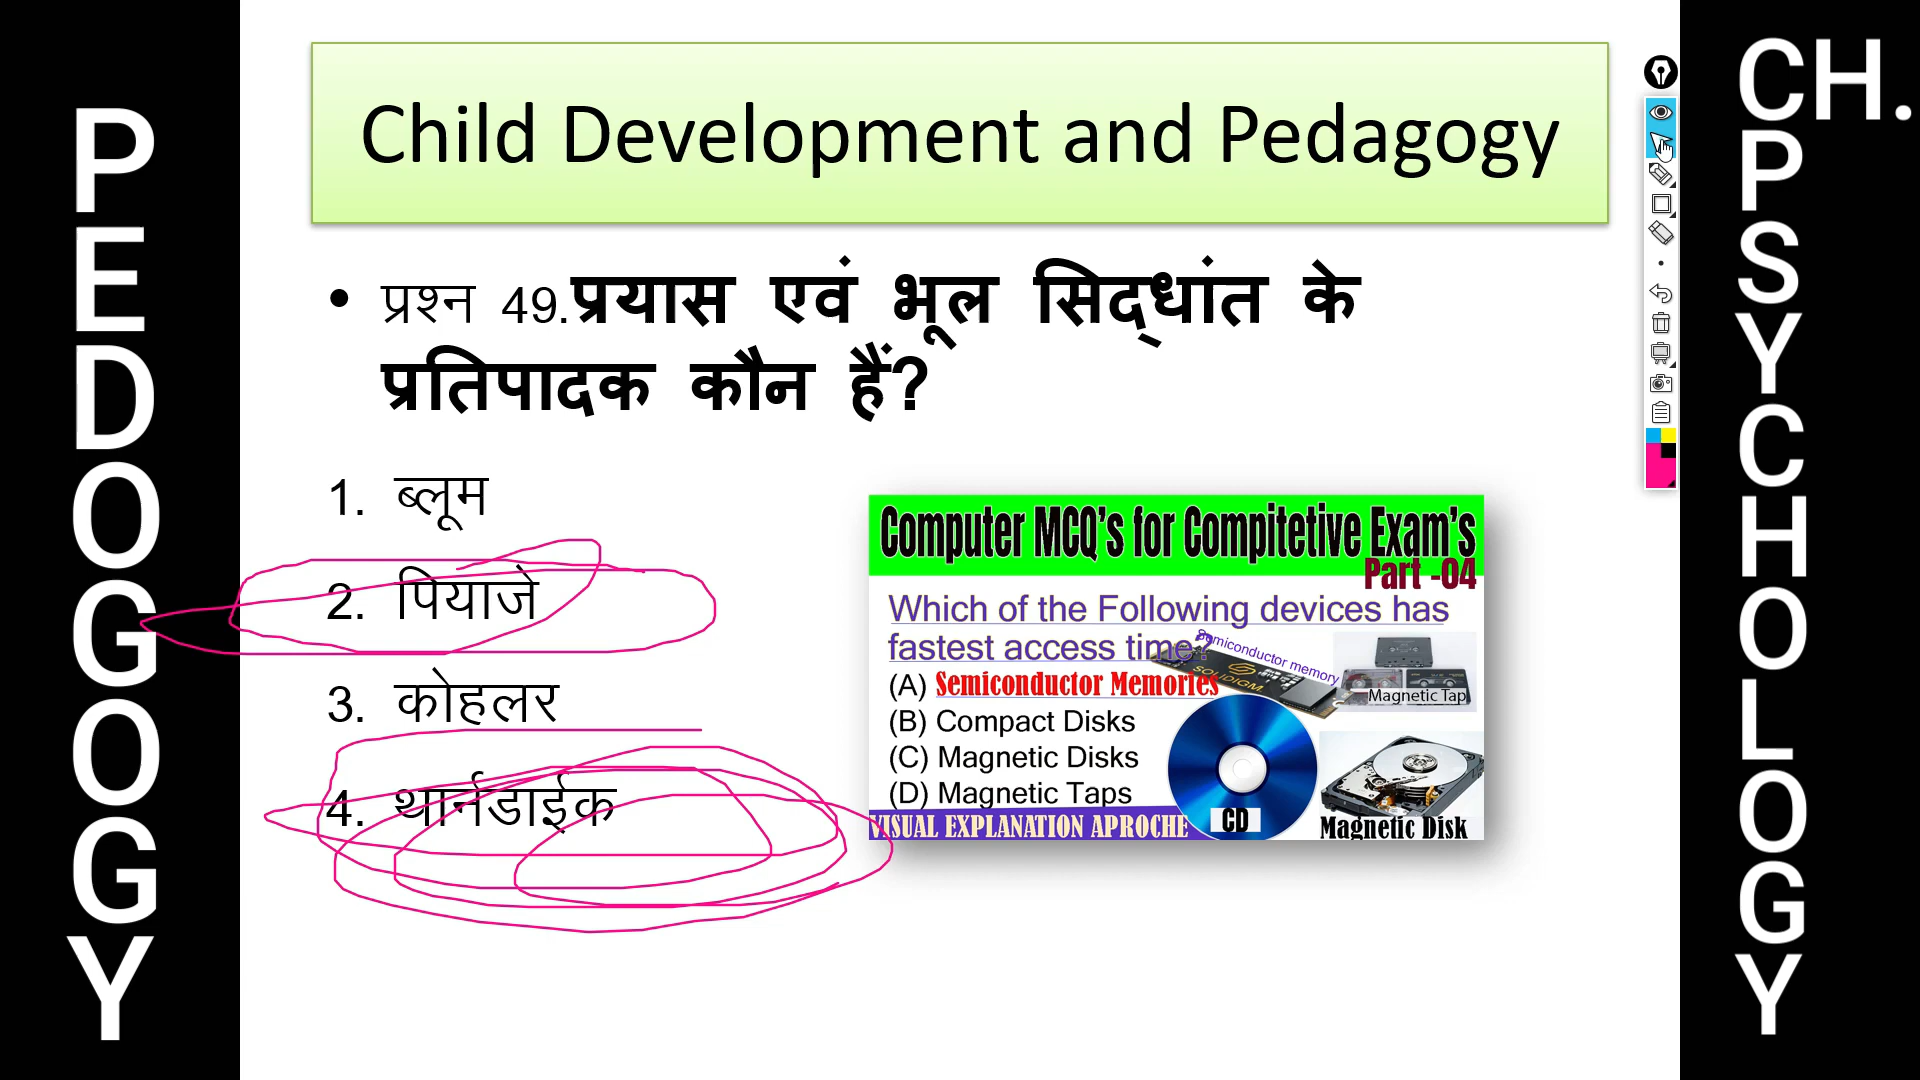 PEDOGOGY
Child Development and Pedagogy
• प्रश्न 49.प्रयास एवं भूल सिद्धांत के
प्रतिपादक कौन हैं?
1. ब्लूम
2. पियाजे
3. कोहलर
4. थार्नडाईक
Computer MCQ's for Compitetive Exam's
Part -04
Which of the Following devices has
fastest access time?
Semiconductor memory
SOLIDIGM
Magnetic Tap
(A) Semiconductor Memories
(B) Compact Disks
(C) Magnetic Disks
(D) Magnetic Taps
VISUAL EXPLANATION APROCHE
CD
Magnetic Disk
CH.
PSYCHOLOGY